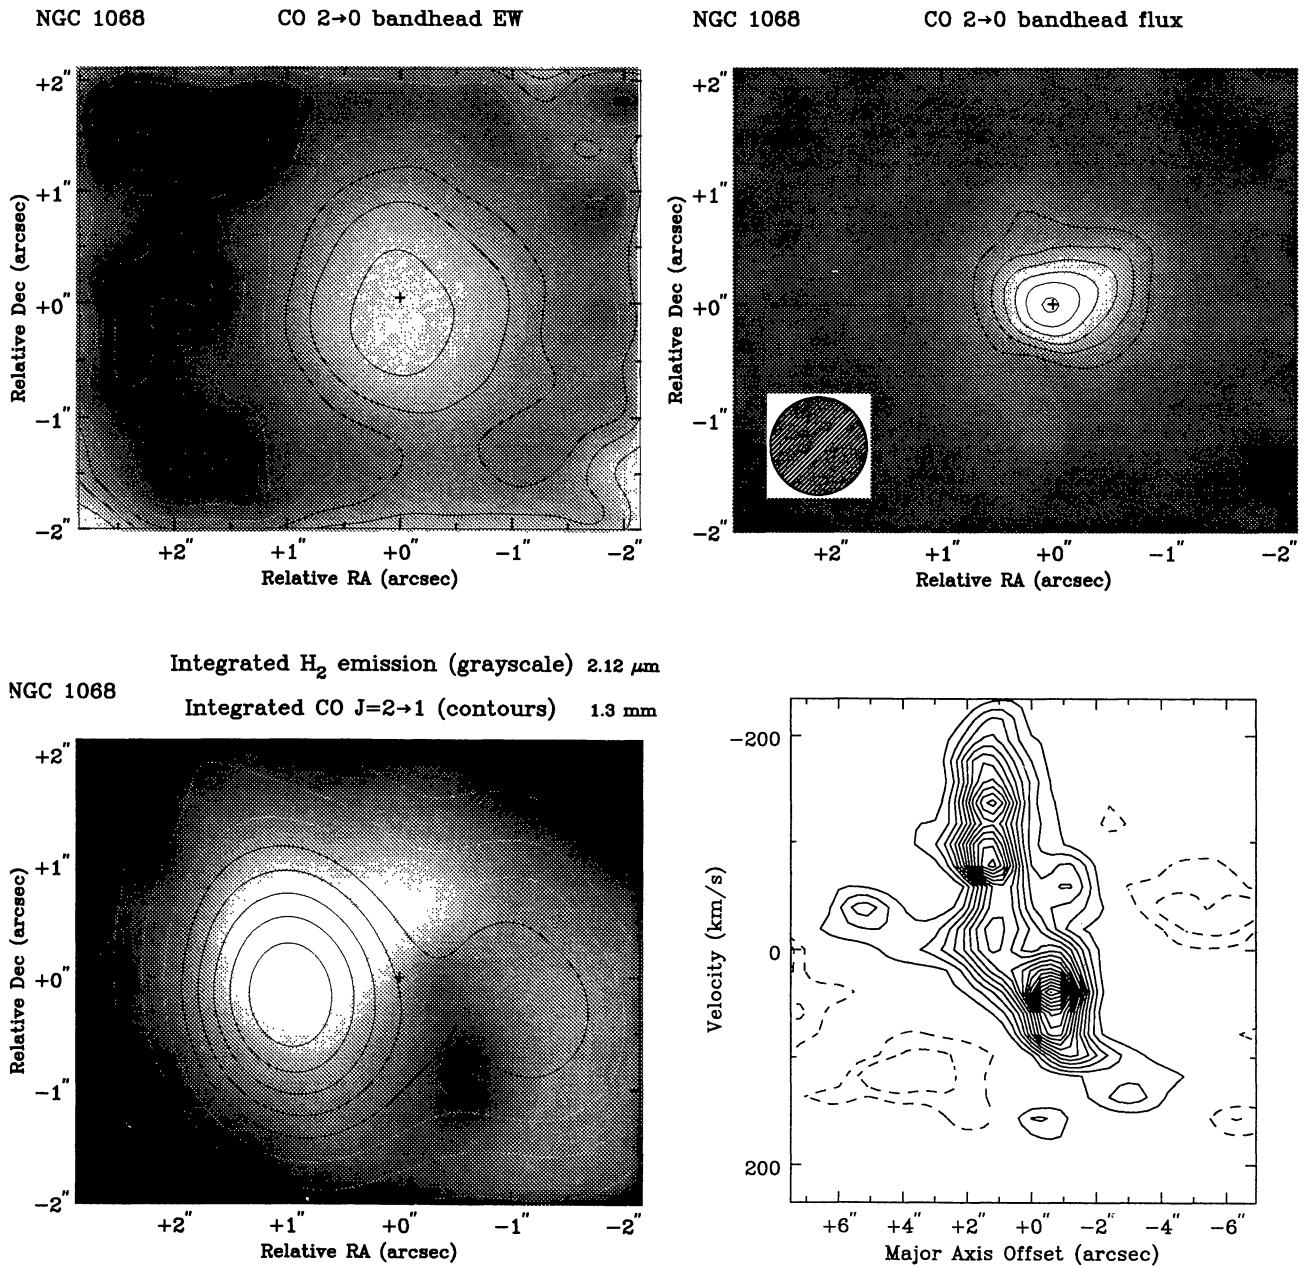 NGC 1068 CO 2→0 bandhead EW
+2″
+1″
+0″
−1″
−2″
Relative Dec (arcsec)
+2″ +1″ +0″ −1″ −2″
Relative RA (arcsec)
NGC 1068 CO 2→0 bandhead flux
+2″
+1″
+0″
−1″
−2″
Relative Dec (arcsec)
+2″ +1″ +0″ −1″ −2″
Relative RA (arcsec)
Integrated H₂ emission (grayscale) 2.12 μm
NGC 1068
Integrated CO J=2→1 (contours) 1.3 mm
+2″
+1″
+0″
−1″
−2″
Relative Dec (arcsec)
+2″ +1″ +0″ −1″ −2″
Relative RA (arcsec)
−200
0
200
Velocity (km/s)
+6″ +4″ +2″ +0″ −2″ −4″ −6″
Major Axis Offset (arcsec)